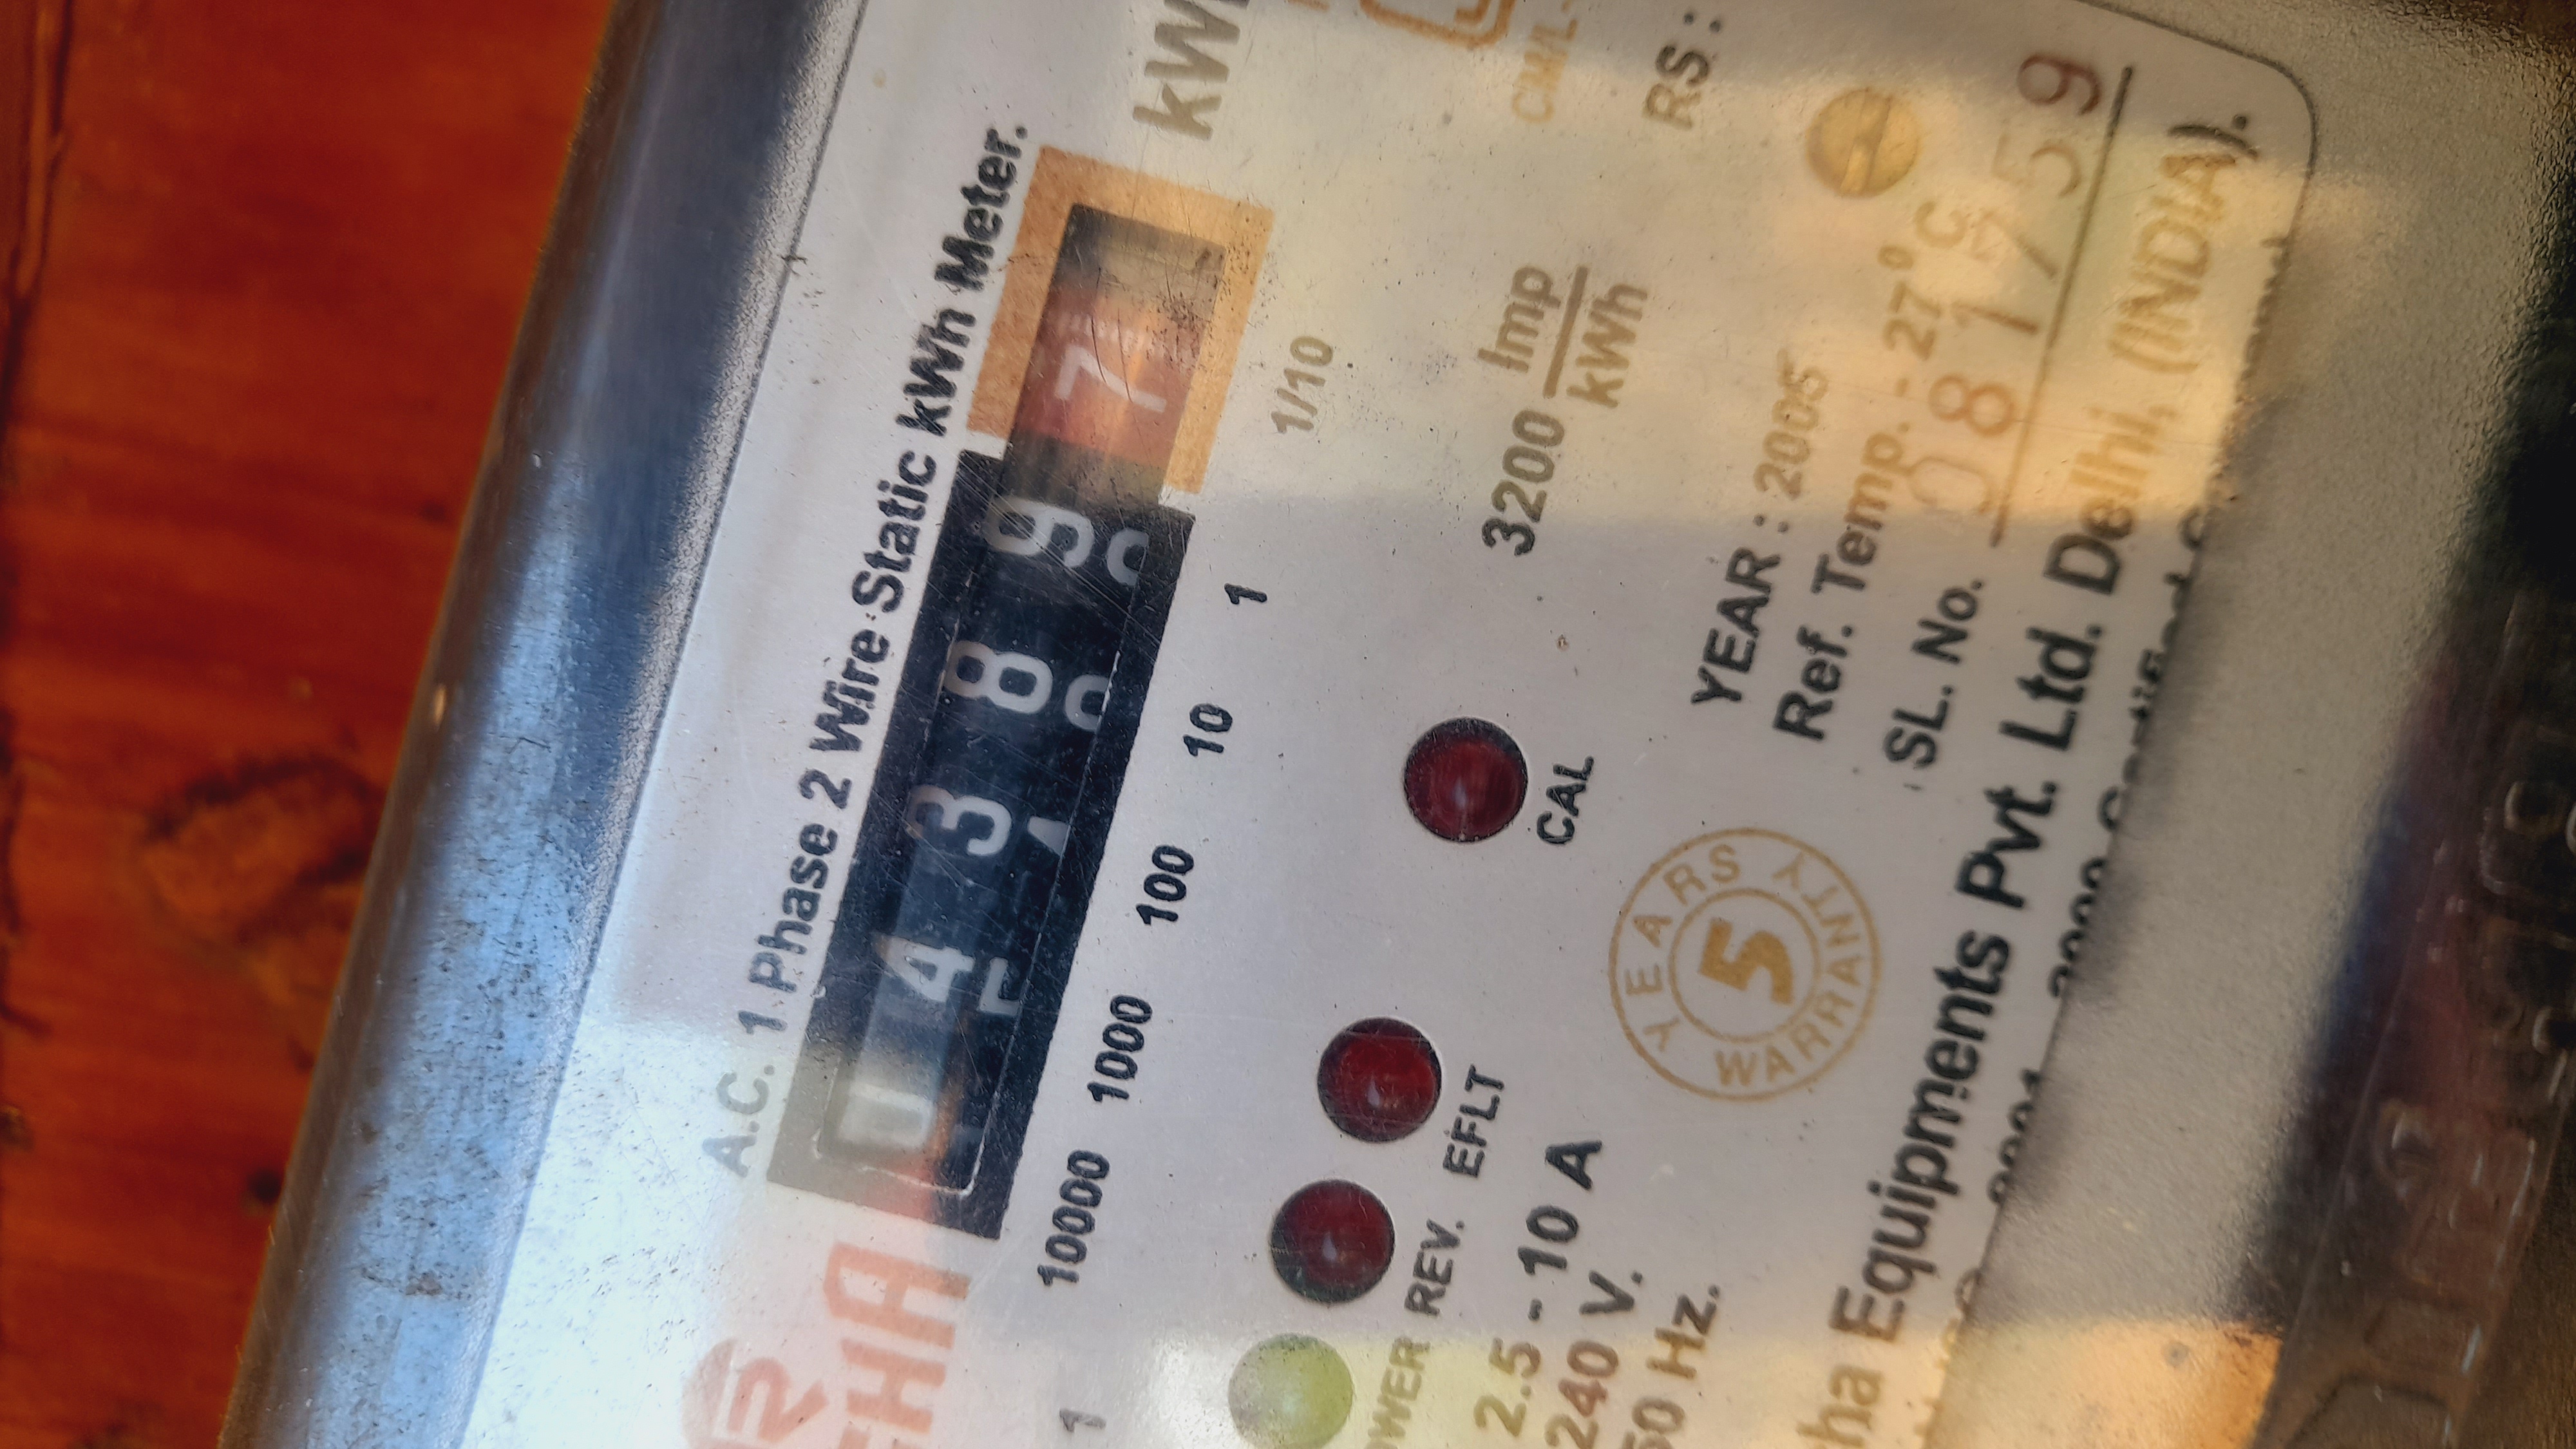 A.C. 1 Phase 2 Wire Static kWh Meter.
0 4 3 8 9 7
10000 1000 100 10 1 1/10
3200 Imp
kWh
CAL
EFLT
REV.
2.5 - 10 A
240 V.
50 Hz.
RS :
YEAR : 2005
Ref. Temp. - 27° C
SL. No.
5
YEARS WARRANTY
Equipments Pvt. Ltd. Delhi, (INDIA).